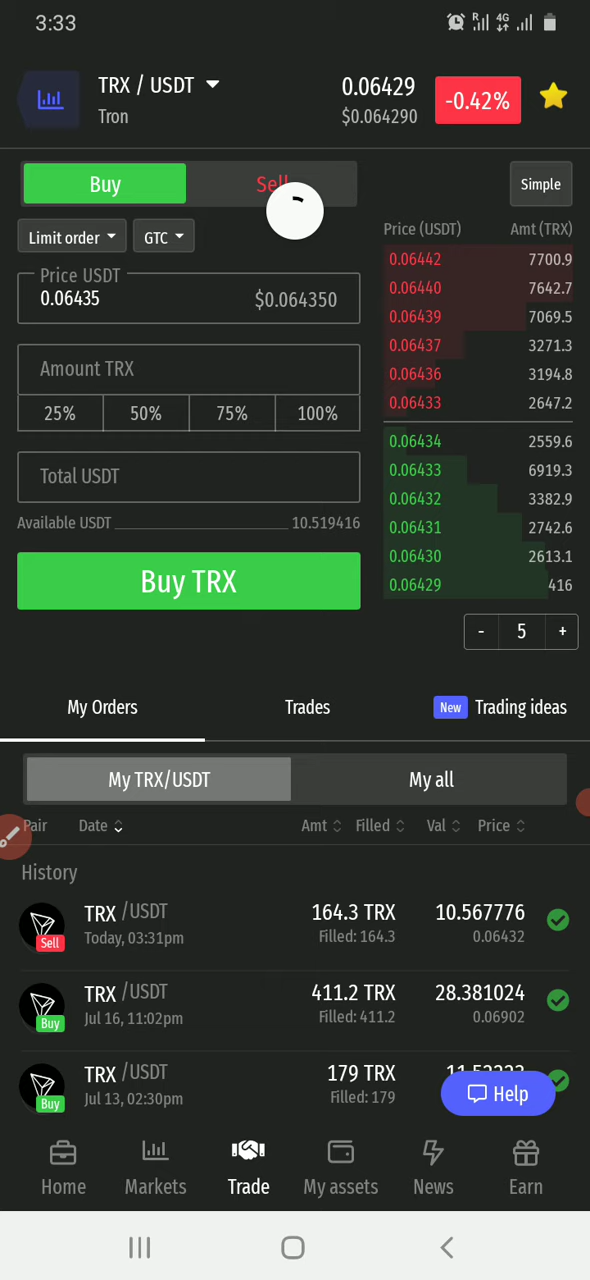 3:33
R 4G
TRX / USDT
Tron
0.06429
$0.064290
-0.42%
Buy
Sell
Simple
Limit order
GTC
Price (USDT) Amt (TRX)
Price USDT
0.06435 $0.064350
0.06442 7700.9
0.06440 7642.7
0.06439 7069.5
0.06437 3271.3
0.06436 3194.8
0.06433 2647.2
Amount TRX
25% 50% 75% 100%
0.06434 2559.6
0.06433 6919.3
0.06432 3382.9
0.06431 2742.6
0.06430 2613.1
0.06429 416
Total USDT
Available USDT 10.519416
Buy TRX
- 5 +
My Orders
Trades
New Trading ideas
My TRX/USDT
My all
Pair Date Amt Filled Val Price
History
TRX /USDT 164.3 TRX 10.567776
Sell Today, 03:31pm Filled: 164.3 0.06432
TRX /USDT 411.2 TRX 28.381024
Buy Jul 16, 11:02pm Filled: 411.2 0.06902
TRX /USDT 179 TRX
Buy Jul 13, 02:30pm Filled: 179
Help
Home Markets Trade My assets News Earn